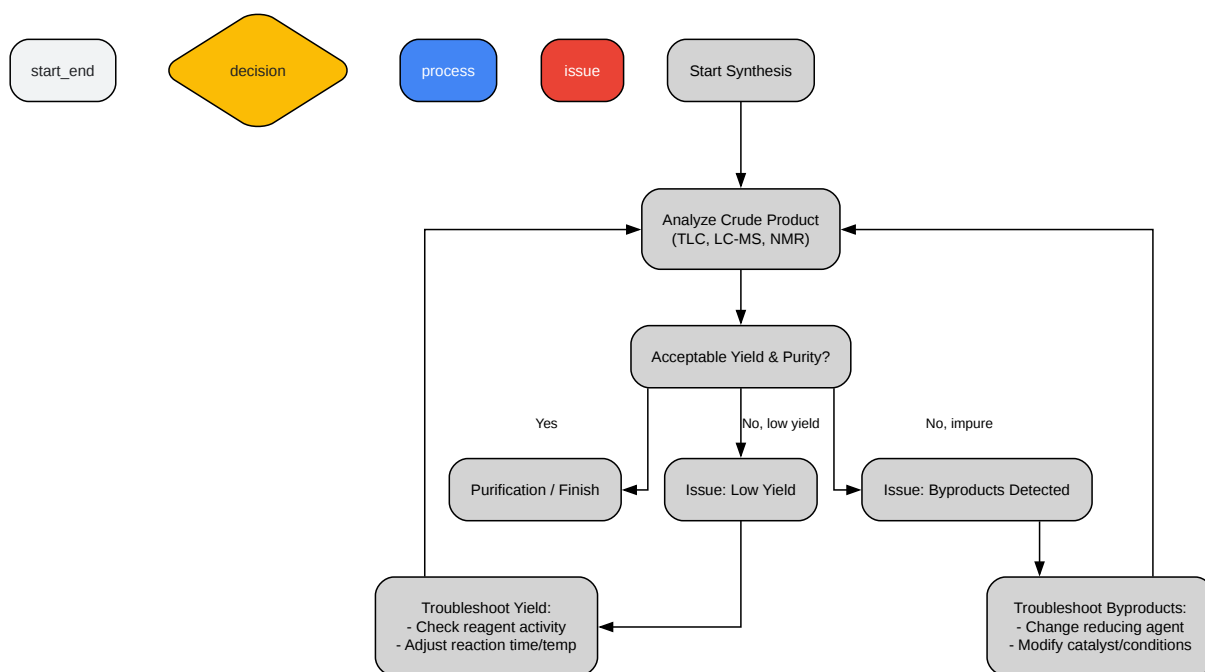 start_end
decision
process
issue
Start Synthesis
Analyze Crude Product
(TLC, LC-MS, NMR)
Acceptable Yield & Purity?
Yes
No, low yield
No, impure
Purification / Finish
Issue: Low Yield
Issue: Byproducts Detected
Troubleshoot Yield:
- Check reagent activity
- Adjust reaction time/temp
Troubleshoot Byproducts:
- Change reducing agent
- Modify catalyst/conditions